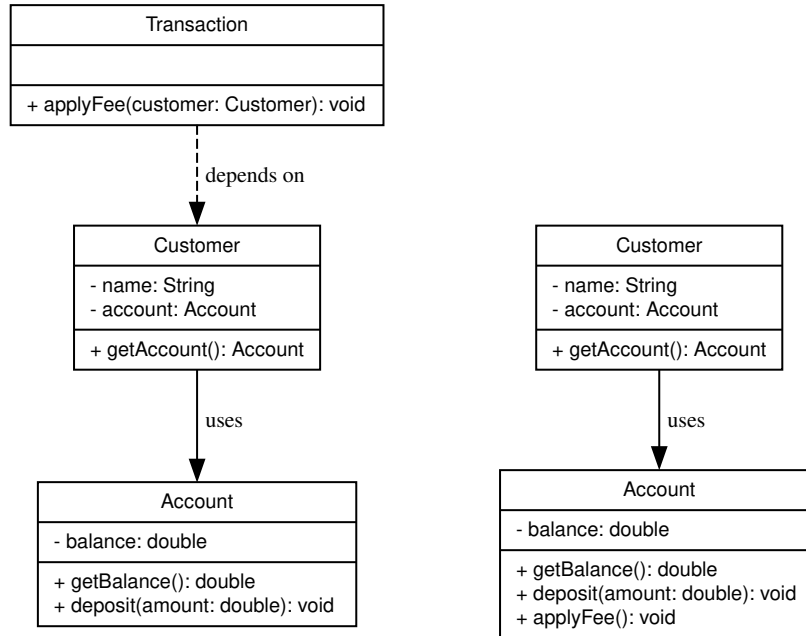 Transaction
+ applyFee(customer: Customer): void
depends on
Customer
- name: String
- account: Account
+ getAccount(): Account
uses
Account
- balance: double
+ getBalance(): double
+ deposit(amount: double): void
Customer
- name: String
- account: Account
+ getAccount(): Account
uses
Account
- balance: double
+ getBalance(): double
+ deposit(amount: double): void
+ applyFee(): void